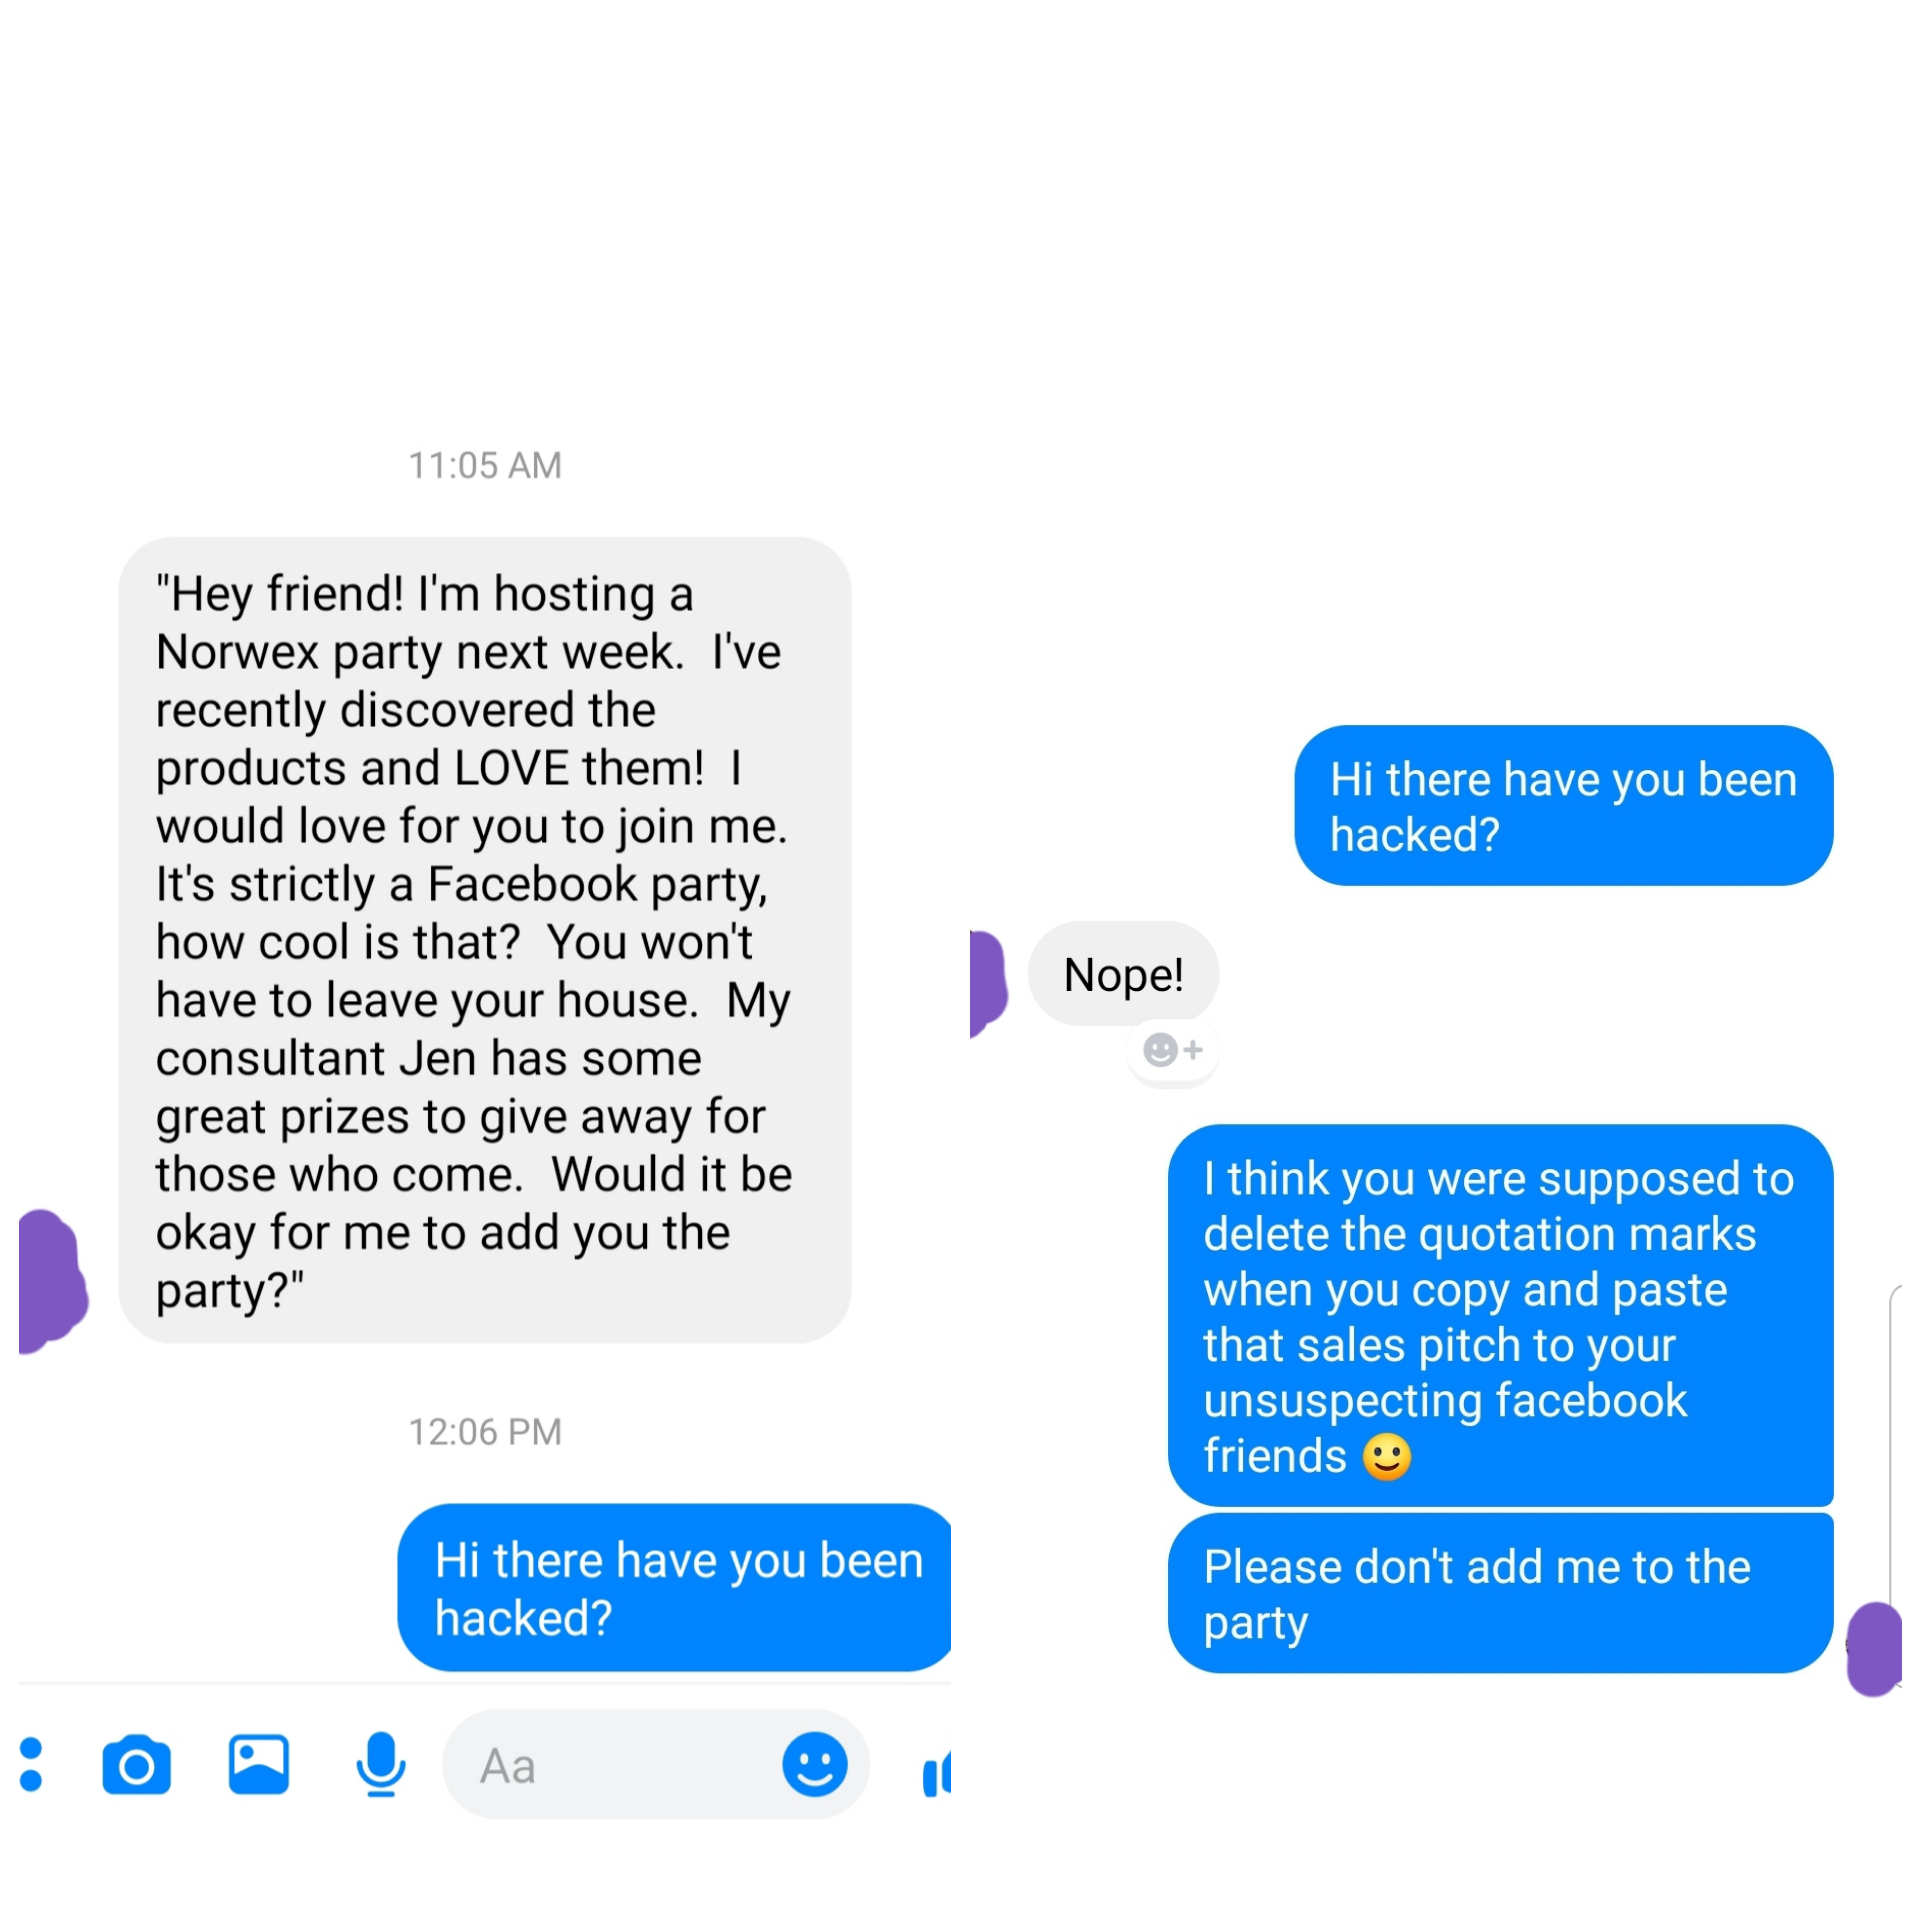 11:05 AM
"Hey friend! I'm hosting a
Norwex party next week.  I've
recently discovered the
products and LOVE them!  I
would love for you to join me.
It's strictly a Facebook party,
how cool is that?  You won't
have to leave your house.  My
consultant Jen has some
great prizes to give away for
those who come.  Would it be
okay for me to add you the
party?"
12:06 PM
Hi there have you been
hacked?
Aa
Hi there have you been
hacked?
Nope!
I think you were supposed to
delete the quotation marks
when you copy and paste
that sales pitch to your
unsuspecting facebook
friends 🙂
Please don't add me to the
party